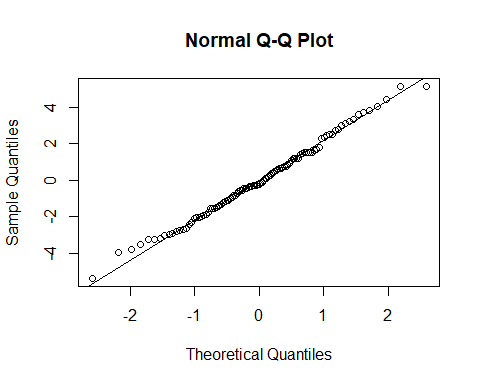 Normal Q-Q Plot
Sample Quantiles
4
2
0
-2
-4
-2 -1 0 1 2
Theoretical Quantiles